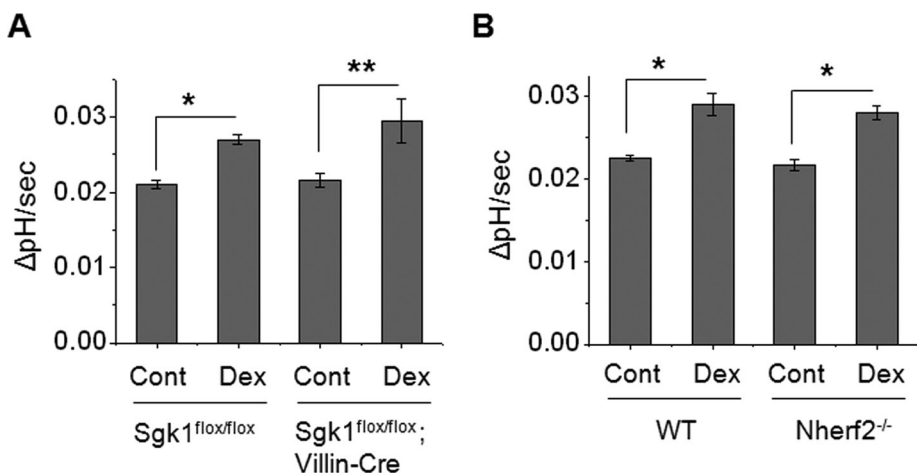 A
B
*
**
*
*
0.03
0.02
0.01
0.00
ΔpH/sec
0.03
0.02
0.01
0.00
ΔpH/sec
Cont Dex Cont Dex
Sgk1flox/flox
Sgk1flox/flox;
Villin-Cre
Cont Dex Cont Dex
WT
Nherf2-/-